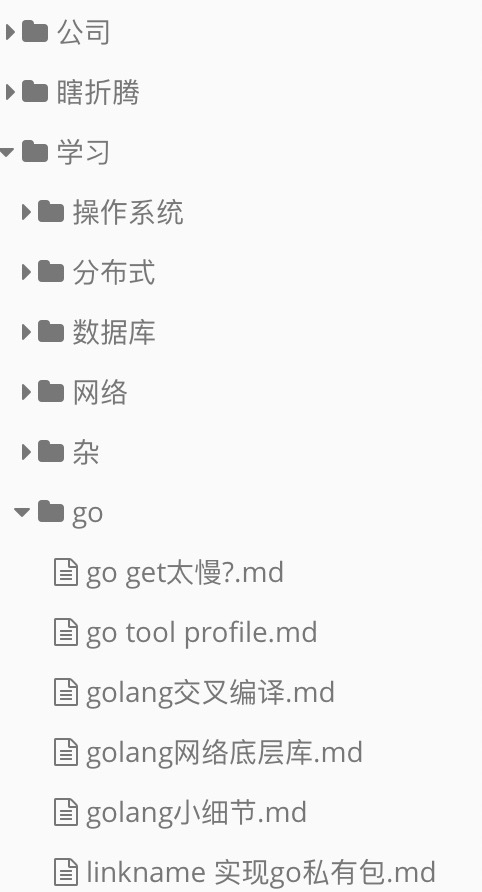 公司
瞎折腾
学习
操作系统
分布式
数据库
网络
杂
go
go get太慢?.md
go tool profile.md
golang交叉编译.md
golang网络底层库.md
golang小细节.md
linkname 实现go私有包.md